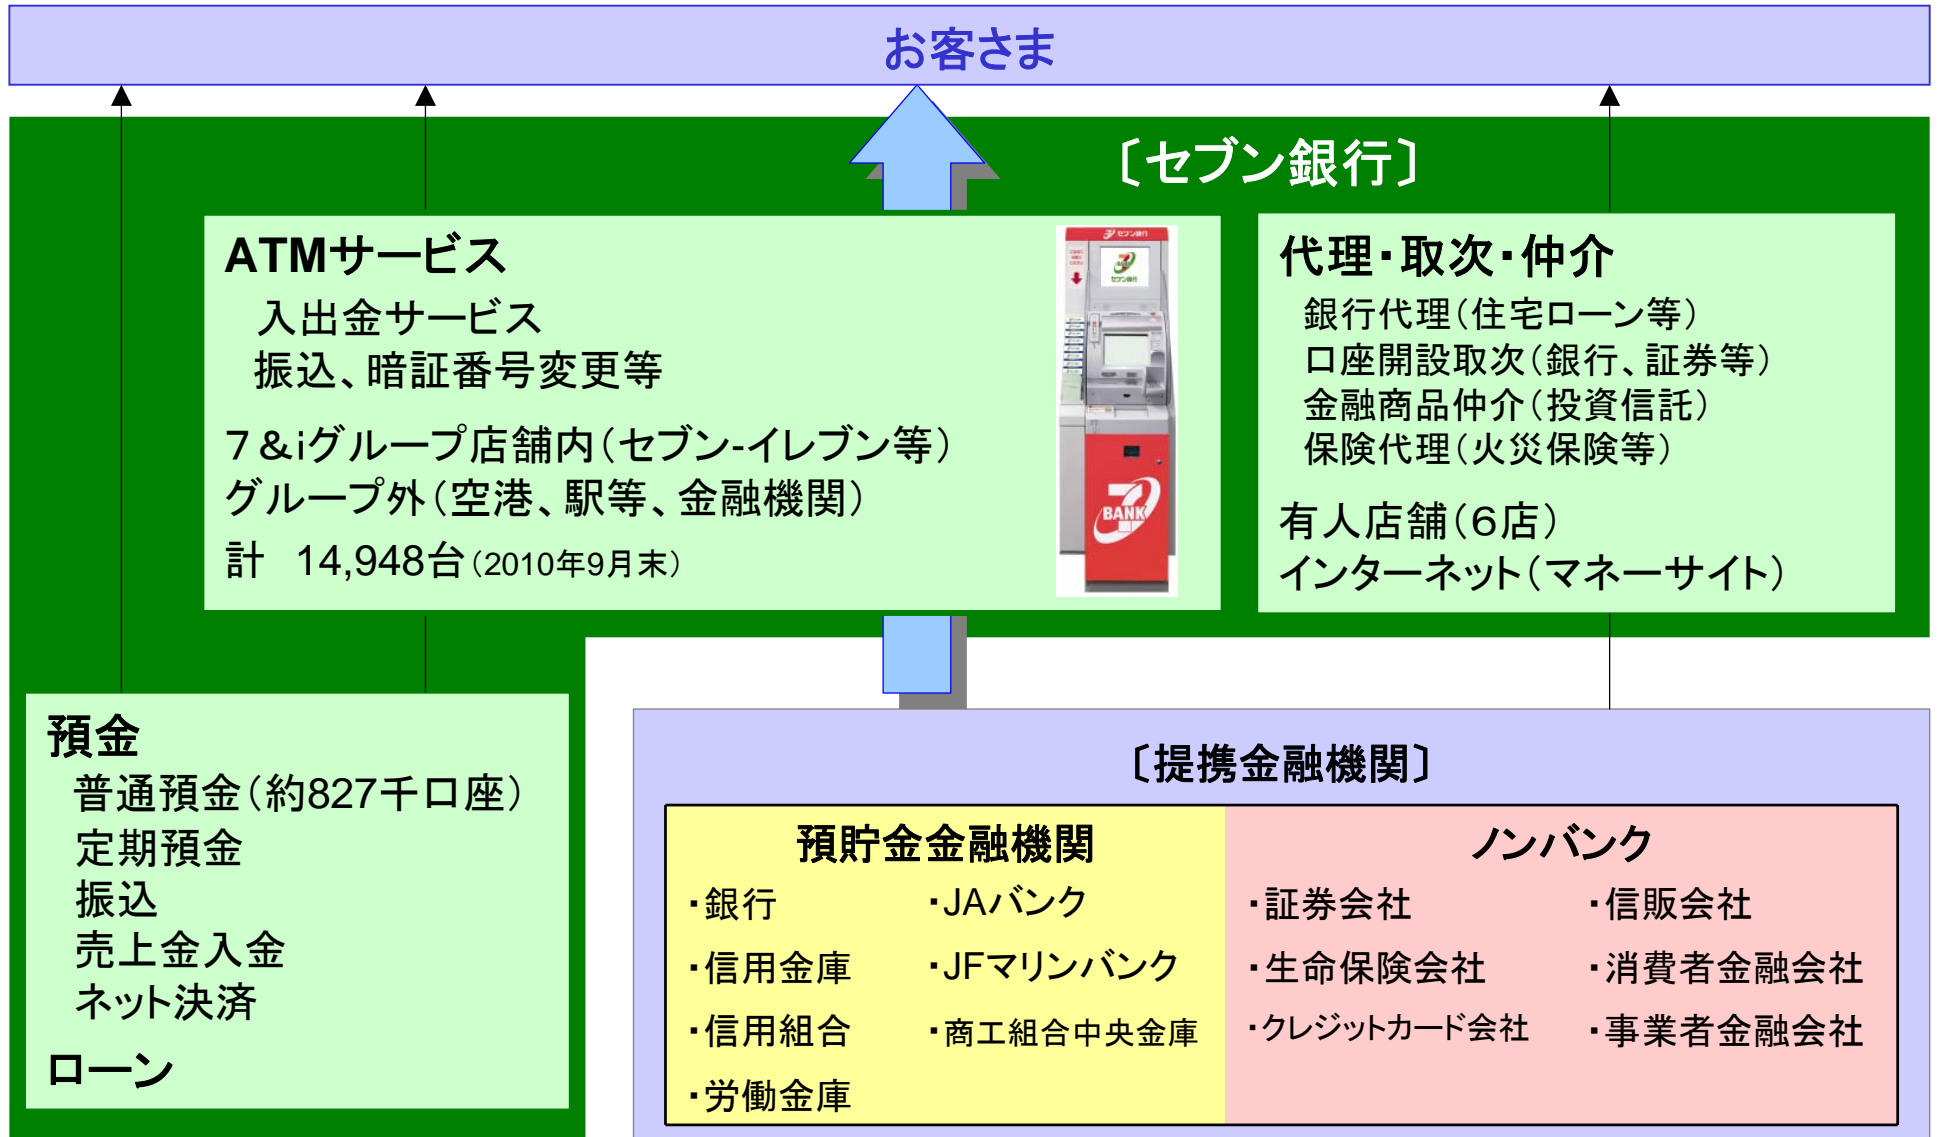 お客さま
〔セブン銀行〕
ATMサービス
入出金サービス
振込、暗証番号変更等
7&iグループ店舗内(セブン-イレブン等)
グループ外(空港、駅等、金融機関)
計 14,948台(2010年9月末)
セブン銀行
BANK
セブン銀行
BANK
代理・取次・仲介
銀行代理(住宅ローン等)
口座開設取次(銀行、証券等)
金融商品仲介(投資信託)
保険代理(火災保険等)
有人店舗(6店)
インターネット(マネーサイト)
預金
普通預金(約827千口座)
定期預金
振込
売上金入金
ネット決済
ローン
〔提携金融機関〕
預貯金金融機関
・銀行
・信用金庫
・信用組合
・労働金庫
・JAバンク
・JFマリンバンク
・商工組合中央金庫
ノンバンク
・証券会社
・生命保険会社
・クレジットカード会社
・信販会社
・消費者金融会社
・事業者金融会社